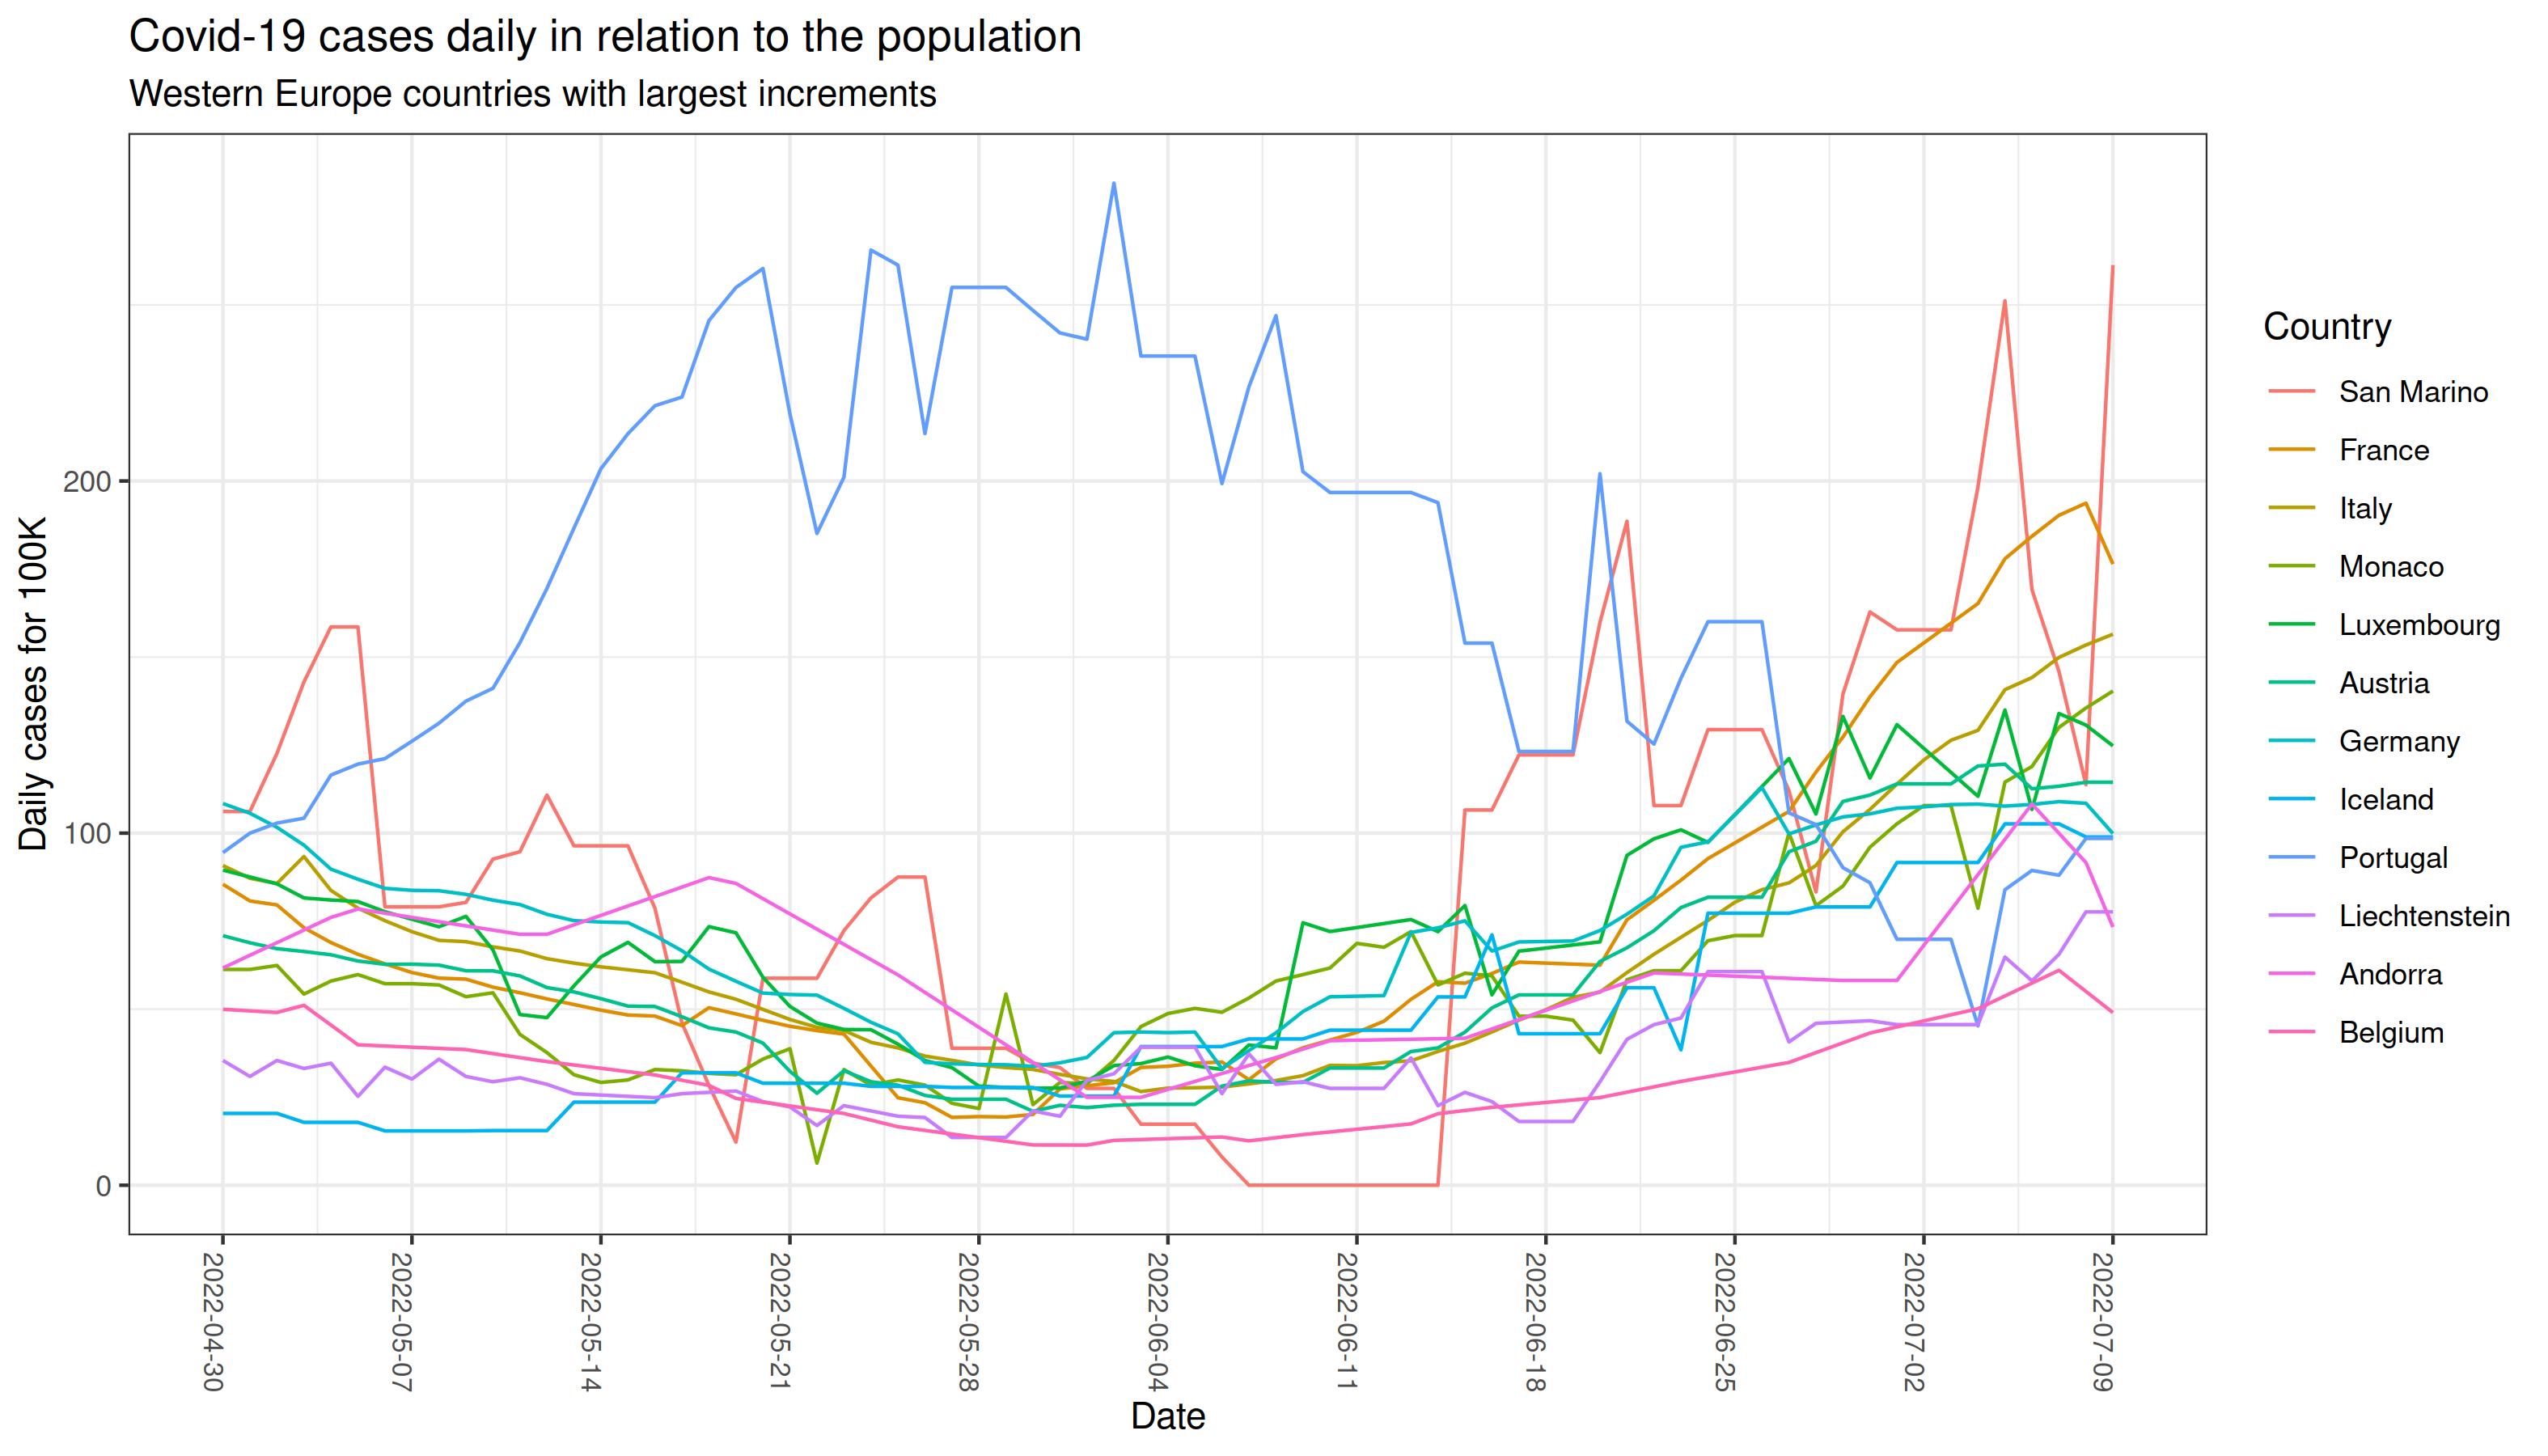 Covid-19 cases daily in relation to the population
Western Europe countries with largest increments
Daily cases for 100K
200
100
0
2022-04-30
2022-05-07
2022-05-14
2022-05-21
2022-05-28
2022-06-04
2022-06-11
2022-06-18
2022-06-25
2022-07-02
2022-07-09
Date
Country
San Marino
France
Italy
Monaco
Luxembourg
Austria
Germany
Iceland
Portugal
Liechtenstein
Andorra
Belgium